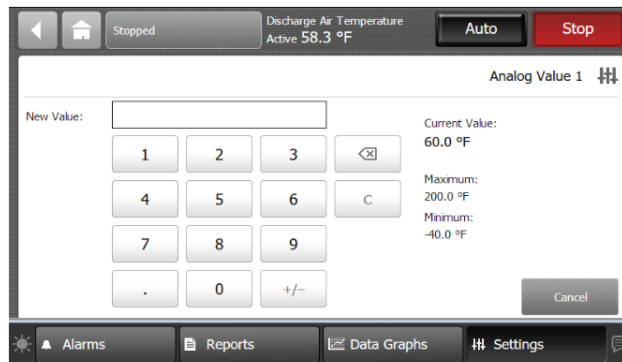 Stopped
Discharge Air Temperature
Active 58.3 °F
Auto
Stop
Analog Value 1
New Value:
Current Value:
60.0 °F
1 2 3
Maximum:
200.0 °F
4 5 6 C
Minimum:
-40.0 °F
7 8 9
. 0 +/-
Cancel
Alarms
Reports
Data Graphs
Settings